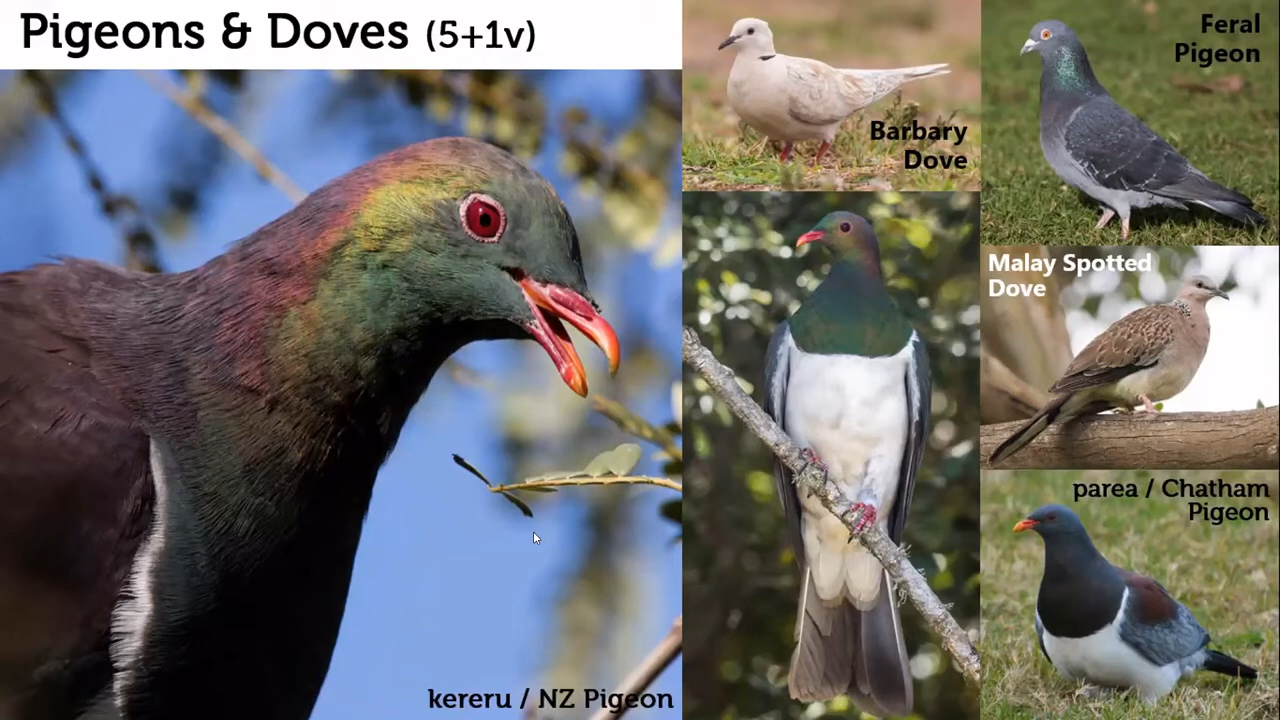 Pigeons & Doves (5+1v)
kereru / NZ Pigeon
Barbary
Dove
Feral
Pigeon
Malay Spotted
Dove
parea / Chatham
Pigeon